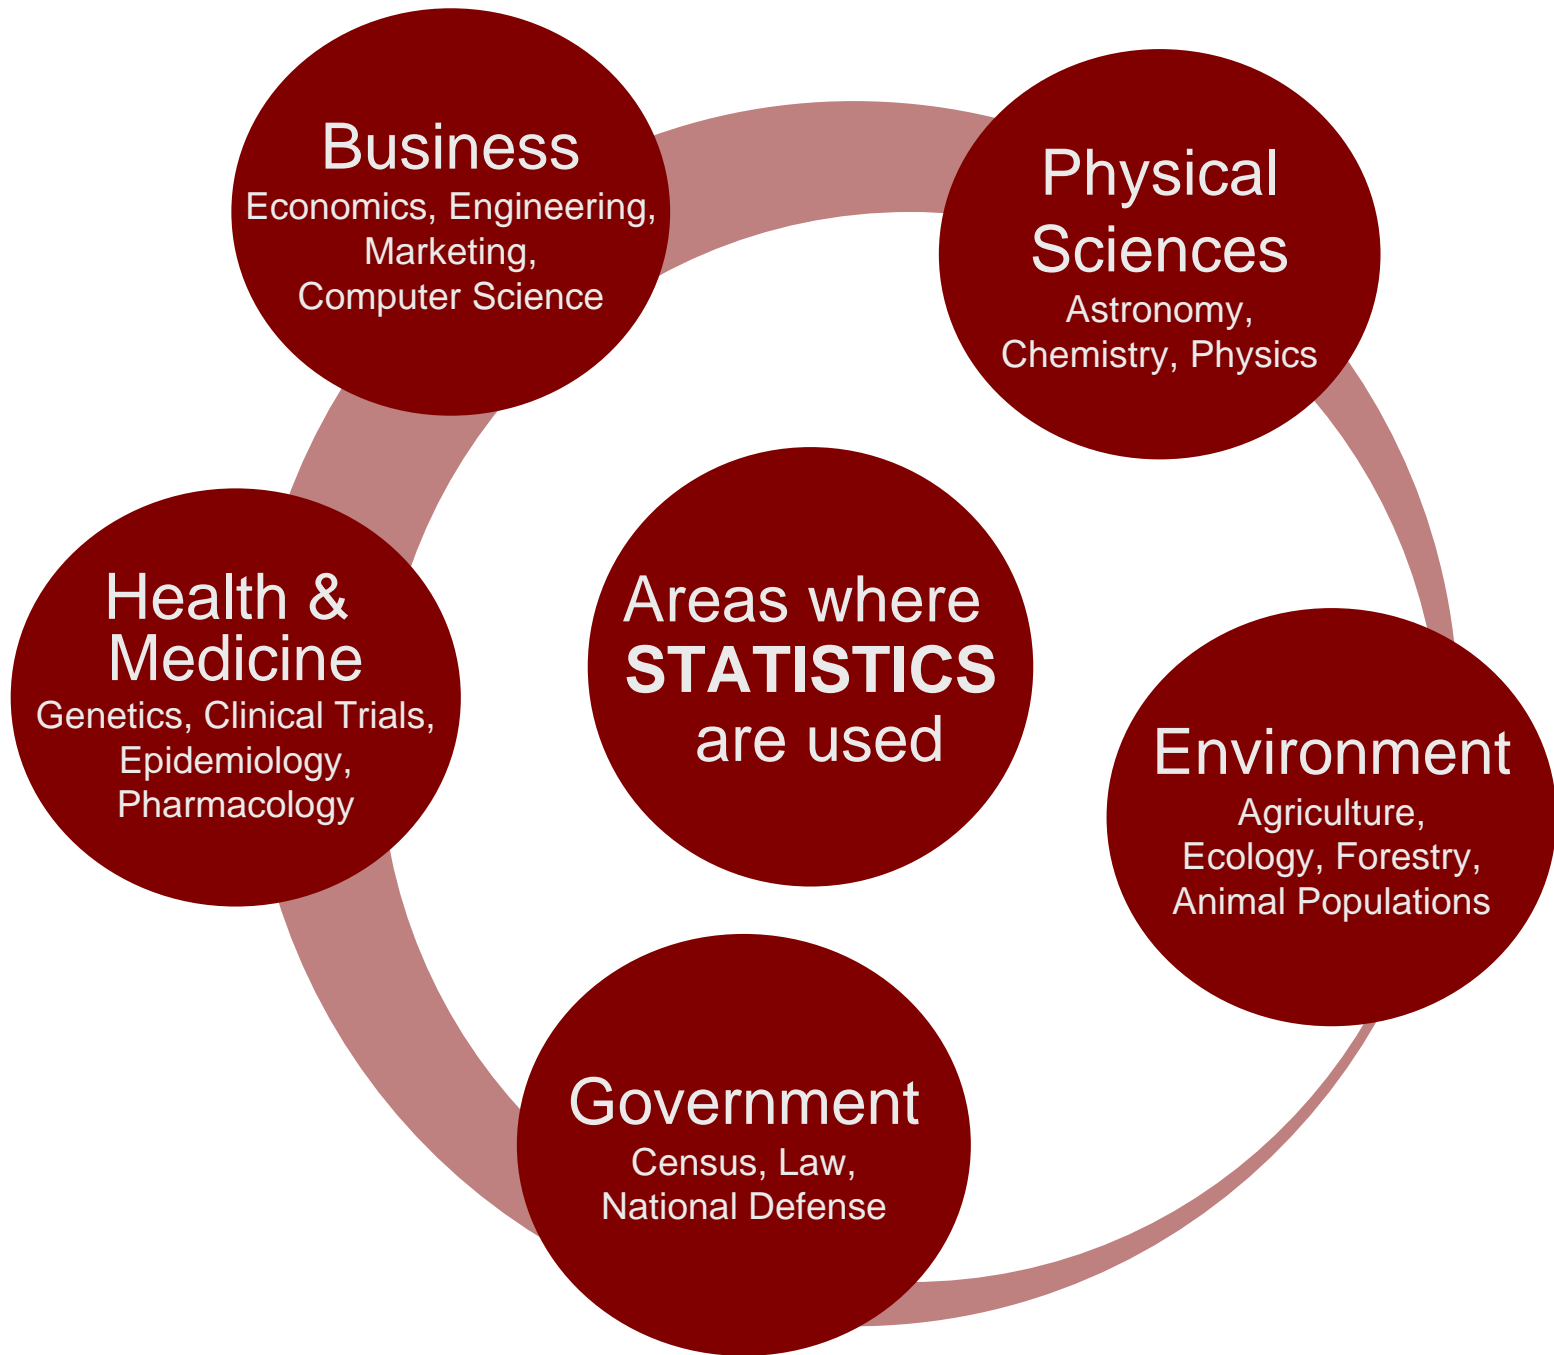 Business
Economics, Engineering,
Marketing,
Computer Science
Physical
Sciences
Astronomy,
Chemistry, Physics
Health &
Medicine
Genetics, Clinical Trials,
Epidemiology,
Pharmacology
Areas where
STATISTICS
are used
Environment
Agriculture,
Ecology, Forestry,
Animal Populations
Government
Census, Law,
National Defense